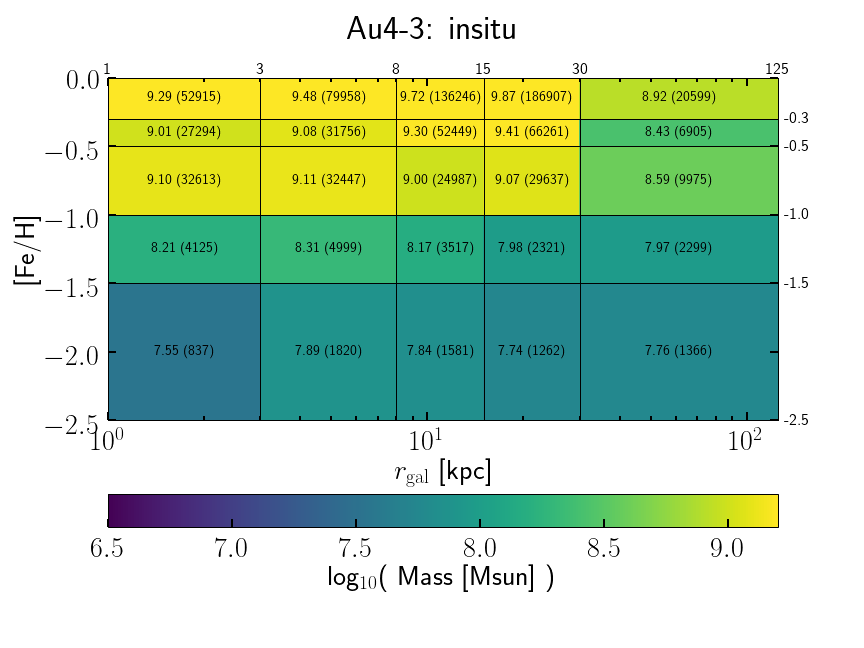 Au4-3: insitu
1 3 8 15 30 125
0.0
9.29 (52915) 9.48 (79958) 9.72 (136246) 9.87 (186907) 8.92 (20599)
-0.3
9.01 (27294) 9.08 (31756) 9.30 (52449) 9.41 (66261) 8.43 (6905)
−0.5 -0.5
9.10 (32613) 9.11 (32447) 9.00 (24987) 9.07 (29637) 8.59 (9975)
−1.0 -1.0
[Fe/H]
8.21 (4125) 8.31 (4999) 8.17 (3517) 7.98 (2321) 7.97 (2299)
−1.5 -1.5
7.55 (837) 7.89 (1820) 7.84 (1581) 7.74 (1262) 7.76 (1366)
−2.0
−2.5 -2.5
10⁰ 10¹ 10²
r_gal [kpc]
6.5 7.0 7.5 8.0 8.5 9.0
log₁₀( Mass [Msun] )